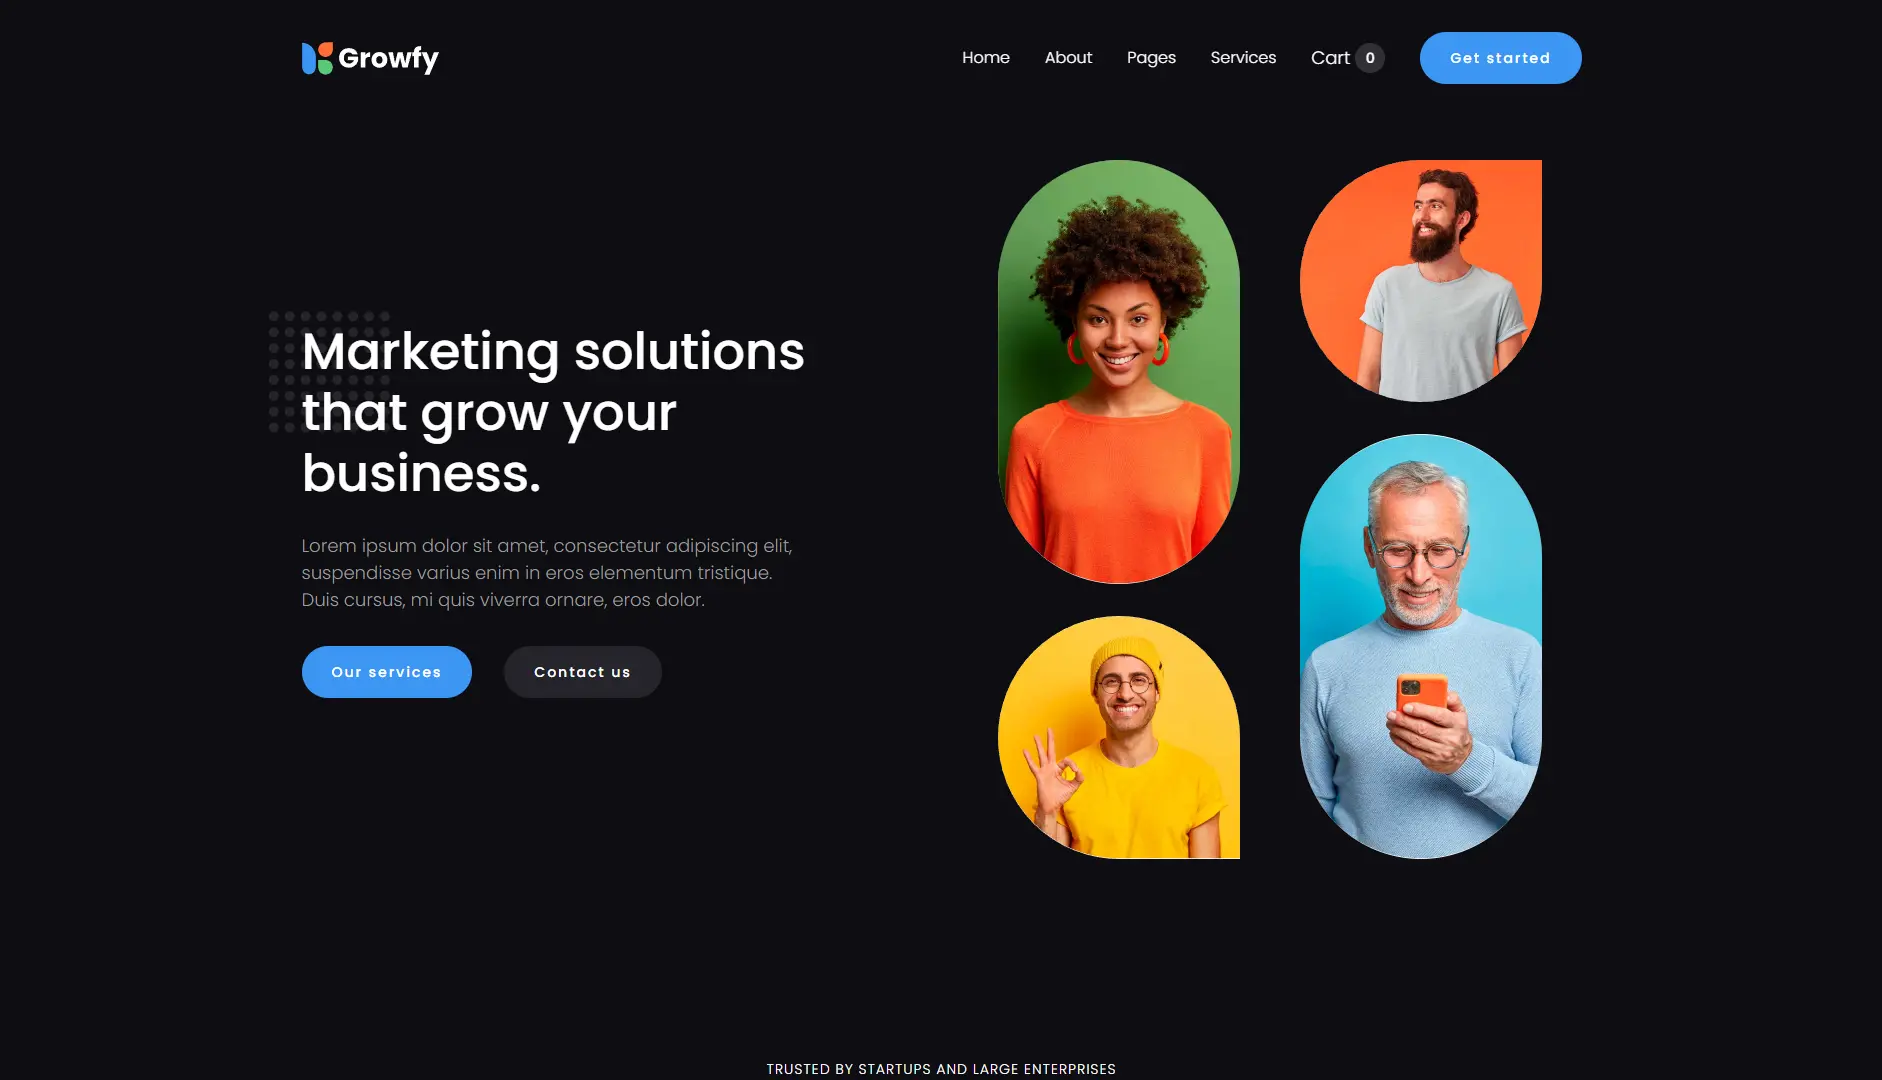 Growfy
Home
About
Pages
Services
Cart 0
Get started
Marketing solutions
that grow your
business.
Lorem ipsum dolor sit amet, consectetur adipiscing elit,
suspendisse varius enim in eros elementum tristique.
Duis cursus, mi quis viverra ornare, eros dolor.
Our services
Contact us
TRUSTED BY STARTUPS AND LARGE ENTERPRISES